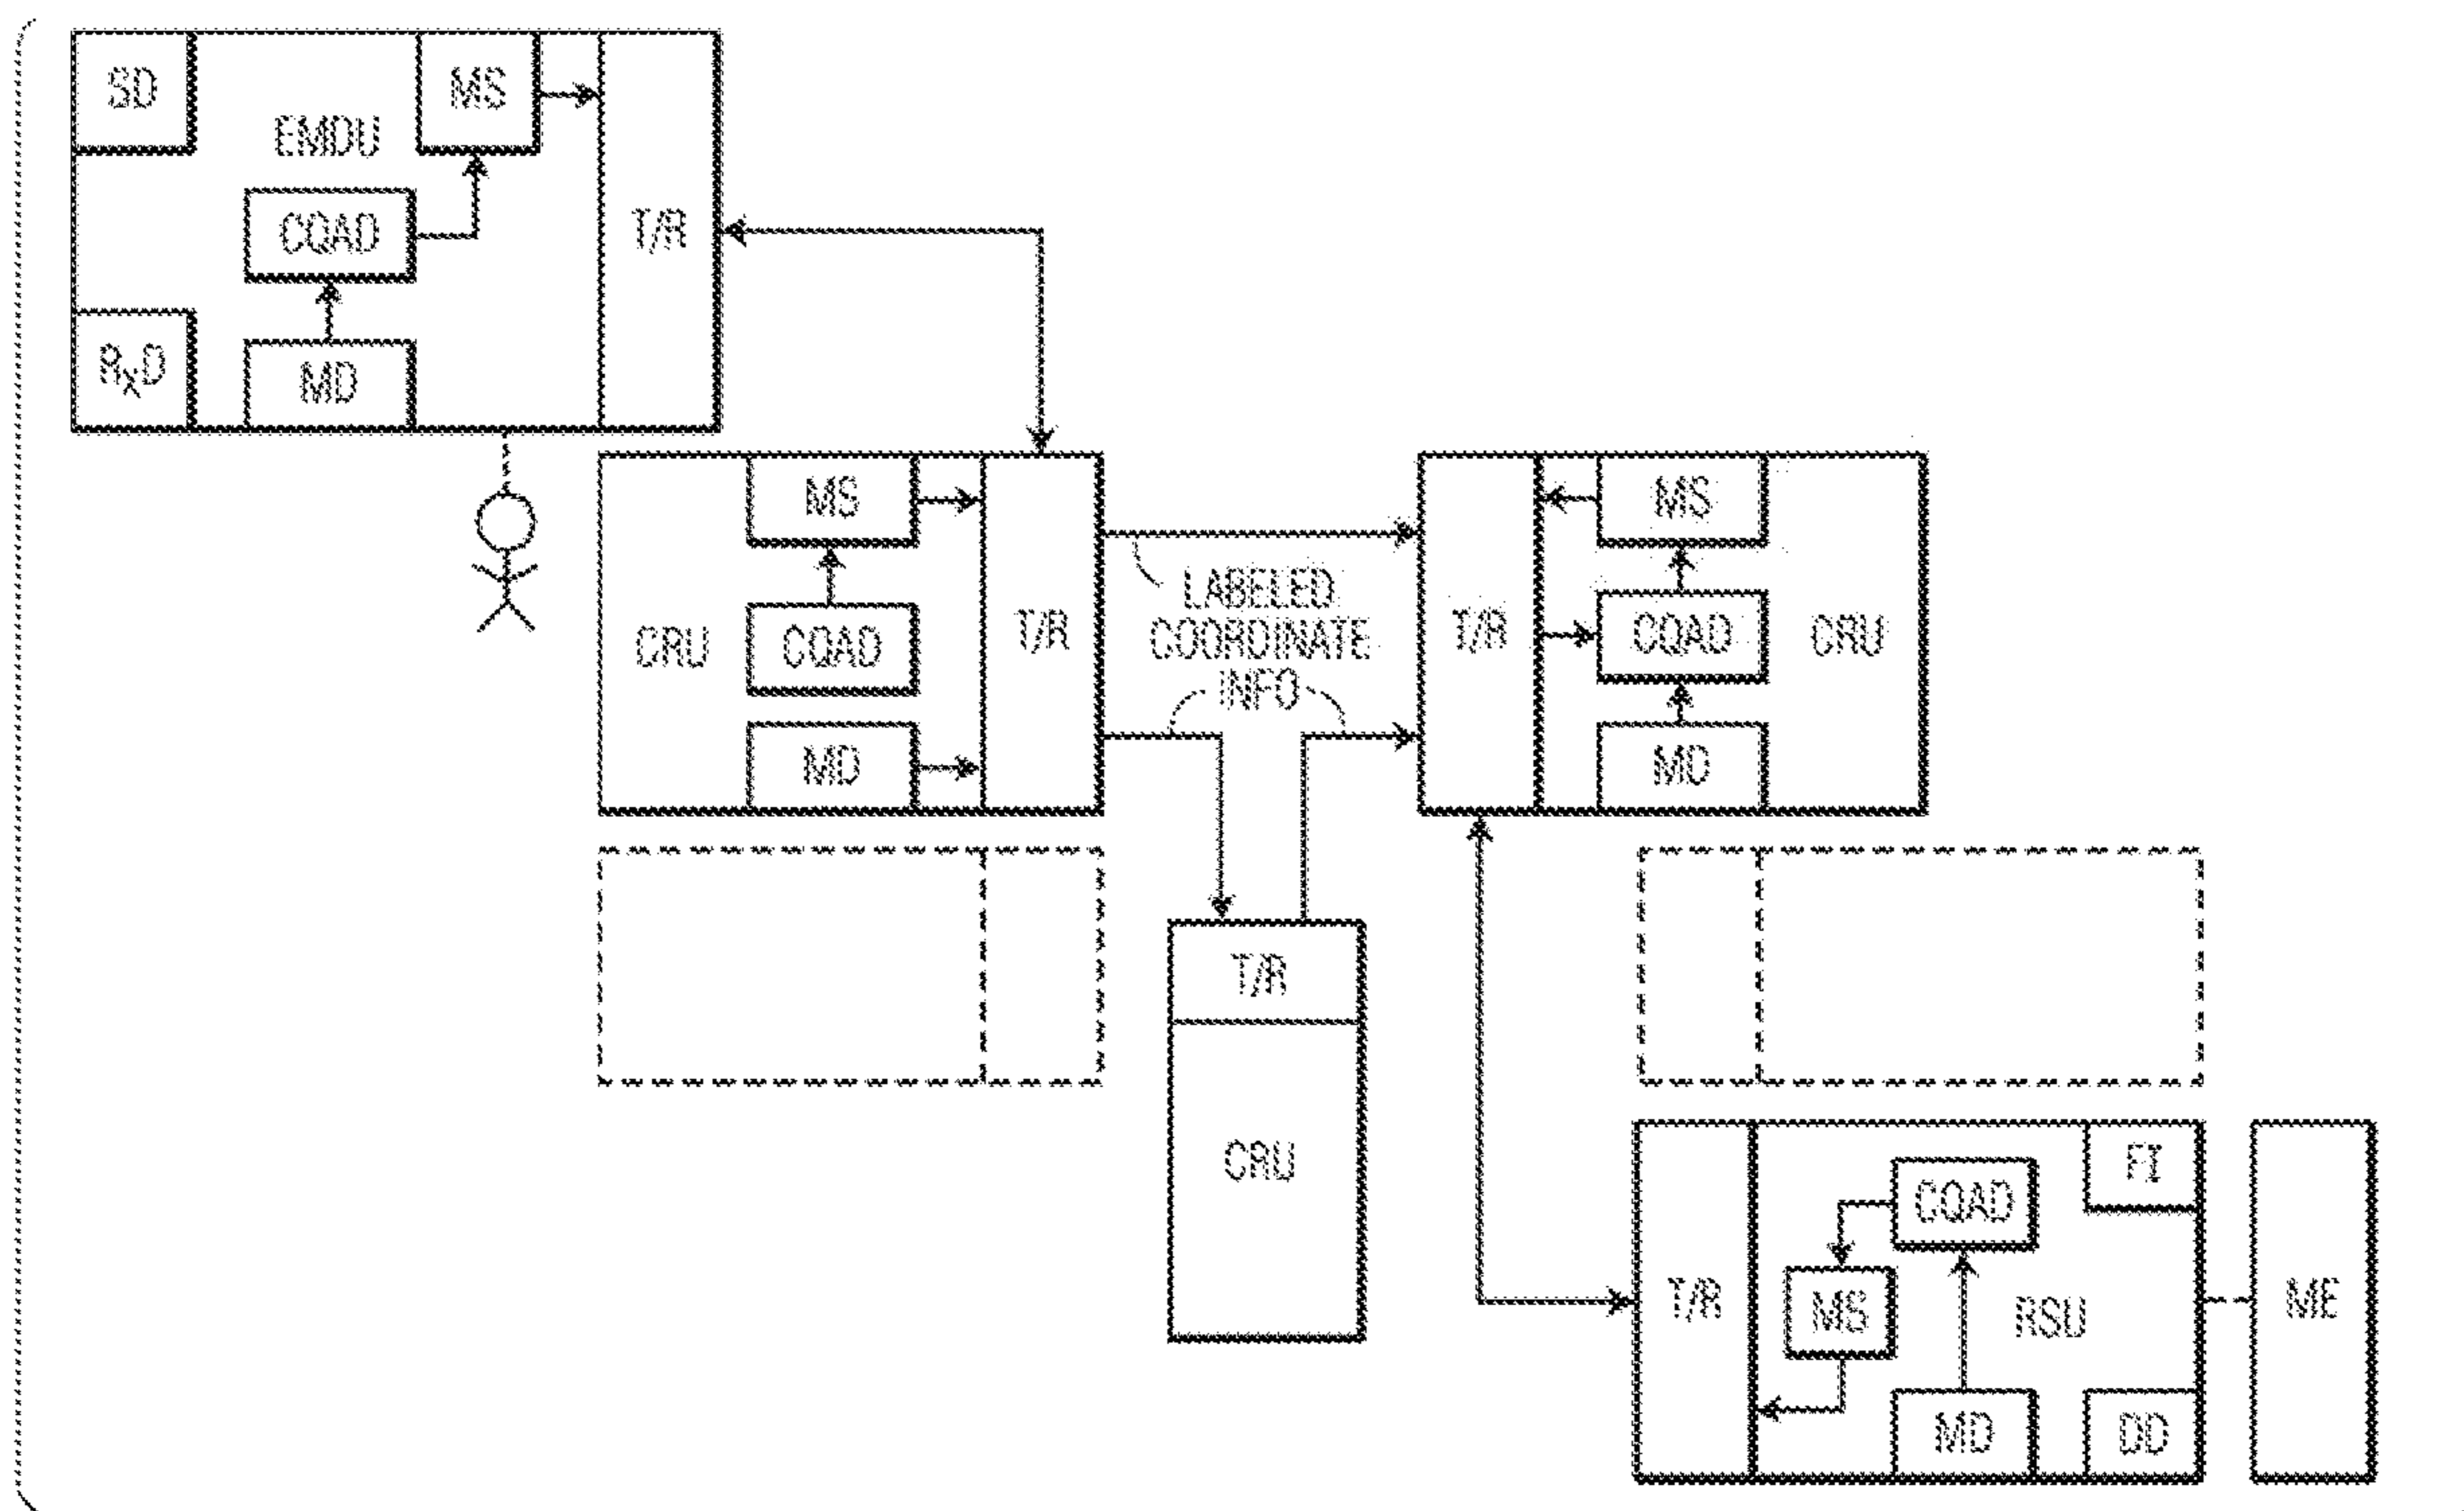 SD
EMDU
MS
CQAD
T/R
RxD
MD
CRU
MS
CQAD
MD
T/R
LABELED
COORDINATE
INFO
T/R
MS
CQAD
MD
CRU
T/R
CRU
T/R
CQAD
MS
MD
RSU
FI
DD
ME